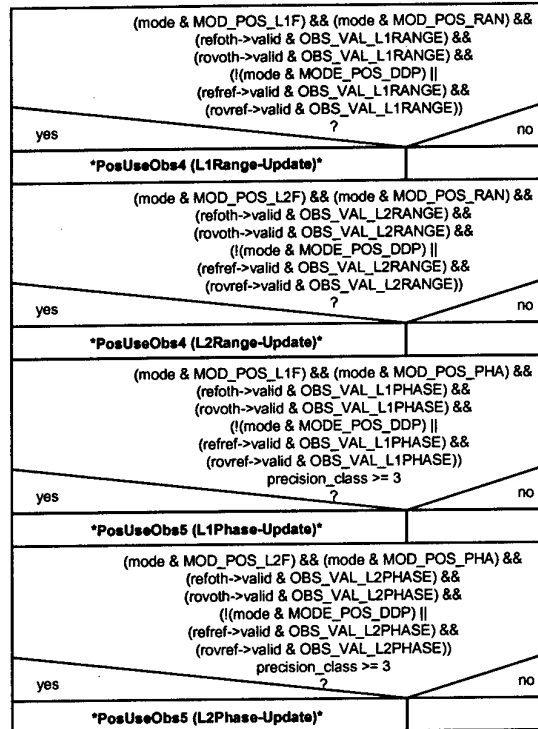 (mode & MOD_POS_L1F) && (mode & MOD_POS_RAN) &&
(refoth->valid & OBS_VAL_L1RANGE) &&
(rovoth->valid & OBS_VAL_L1RANGE) &&
(!(mode & MODE_POS_DDP) ||
(refref->valid & OBS_VAL_L1RANGE) &&
(rovref->valid & OBS_VAL_L1RANGE))
?
yes no
*PosUseObs4 (L1Range-Update)*
(mode & MOD_POS_L2F) && (mode & MOD_POS_RAN) &&
(refoth->valid & OBS_VAL_L2RANGE) &&
(rovoth->valid & OBS_VAL_L2RANGE) &&
(!(mode & MODE_POS_DDP) ||
(refref->valid & OBS_VAL_L2RANGE) &&
(rovref->valid & OBS_VAL_L2RANGE))
?
yes no
*PosUseObs4 (L2Range-Update)*
(mode & MOD_POS_L1F) && (mode & MOD_POS_PHA) &&
(refoth->valid & OBS_VAL_L1PHASE) &&
(rovoth->valid & OBS_VAL_L1PHASE) &&
(!(mode & MODE_POS_DDP) ||
(refref->valid & OBS_VAL_L1PHASE) &&
(rovref->valid & OBS_VAL_L1PHASE))
precision_class >= 3
?
yes no
*PosUseObs5 (L1Phase-Update)*
(mode & MOD_POS_L2F) && (mode & MOD_POS_PHA) &&
(refoth->valid & OBS_VAL_L2PHASE) &&
(rovoth->valid & OBS_VAL_L2PHASE) &&
(!(mode & MODE_POS_DDP) ||
(refref->valid & OBS_VAL_L2PHASE) &&
(rovref->valid & OBS_VAL_L2PHASE))
precision_class >= 3
?
yes no
*PosUseObs5 (L2Phase-Update)*